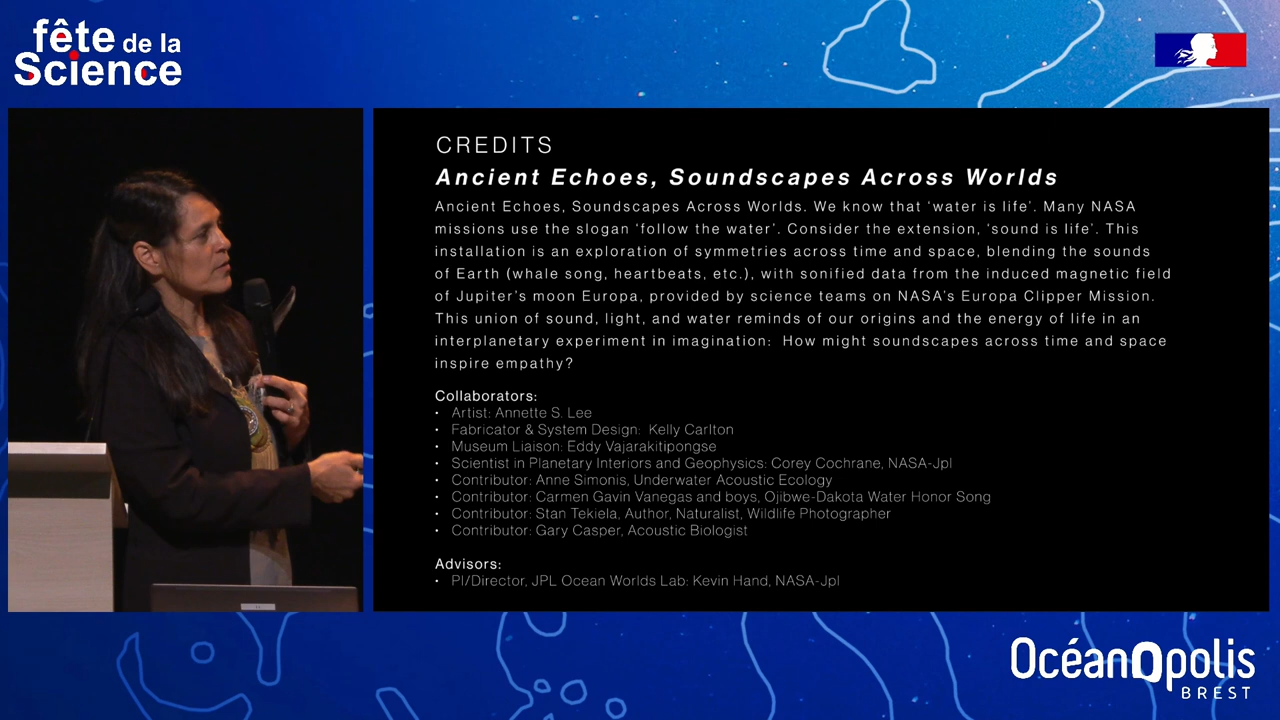 fête de la
Science
CREDITS
Ancient Echoes, Soundscapes Across Worlds
Ancient Echoes, Soundscapes Across Worlds. We know that ‘water is life’. Many NASA
missions use the slogan ‘follow the water’. Consider the extension, ‘sound is life’. This
installation is an exploration of symmetries across time and space, blending the sounds
of Earth (whale song, heartbeats, etc.), with sonified data from the induced magnetic field
of Jupiter’s moon Europa, provided by science teams on NASA’s Europa Clipper Mission.
This union of sound, light, and water reminds of our origins and the energy of life in an
interplanetary experiment in imagination:  How might soundscapes across time and space
inspire empathy?
Collaborators:
• Artist: Annette S. Lee
• Fabricator & System Design:  Kelly Carlton
• Museum Liaison: Eddy Vajarakitipongse
• Scientist in Planetary Interiors and Geophysics: Corey Cochrane, NASA-Jpl
• Contributor: Anne Simonis, Underwater Acoustic Ecology
• Contributor: Carmen Gavin Vanegas and boys, Ojibwe-Dakota Water Honor Song
• Contributor: Stan Tekiela, Author, Naturalist, Wildlife Photographer
• Contributor: Gary Casper, Acoustic Biologist
Advisors:
• PI/Director, JPL Ocean Worlds Lab: Kevin Hand, NASA-Jpl
OcéanOpolis
BREST